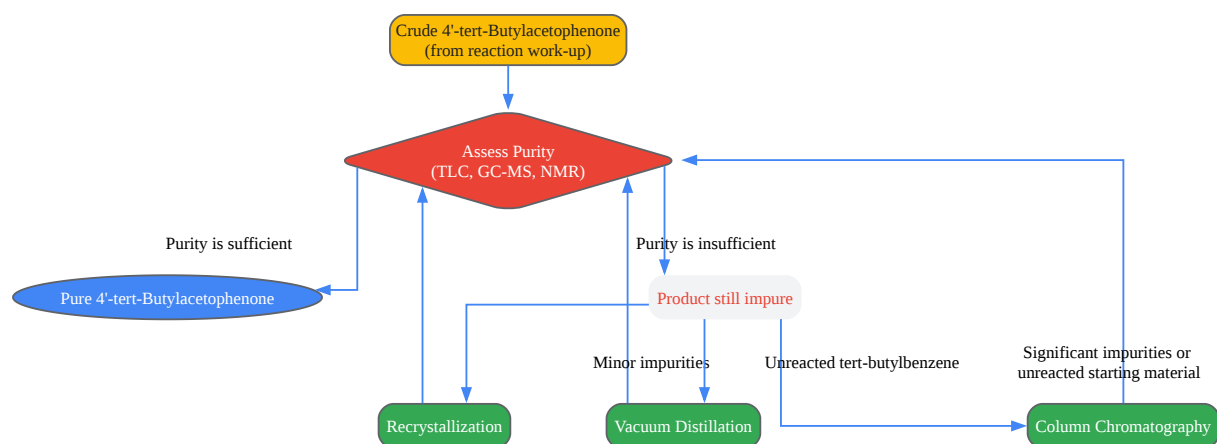 Crude 4'-tert-Butylacetophenone
(from reaction work-up)
Assess Purity
(TLC, GC-MS, NMR)
Purity is sufficient
Purity is insufficient
Pure 4'-tert-Butylacetophenone
Product still impure
Minor impurities
Unreacted tert-butylbenzene
Significant impurities or
unreacted starting material
Recrystallization
Vacuum Distillation
Column Chromatography